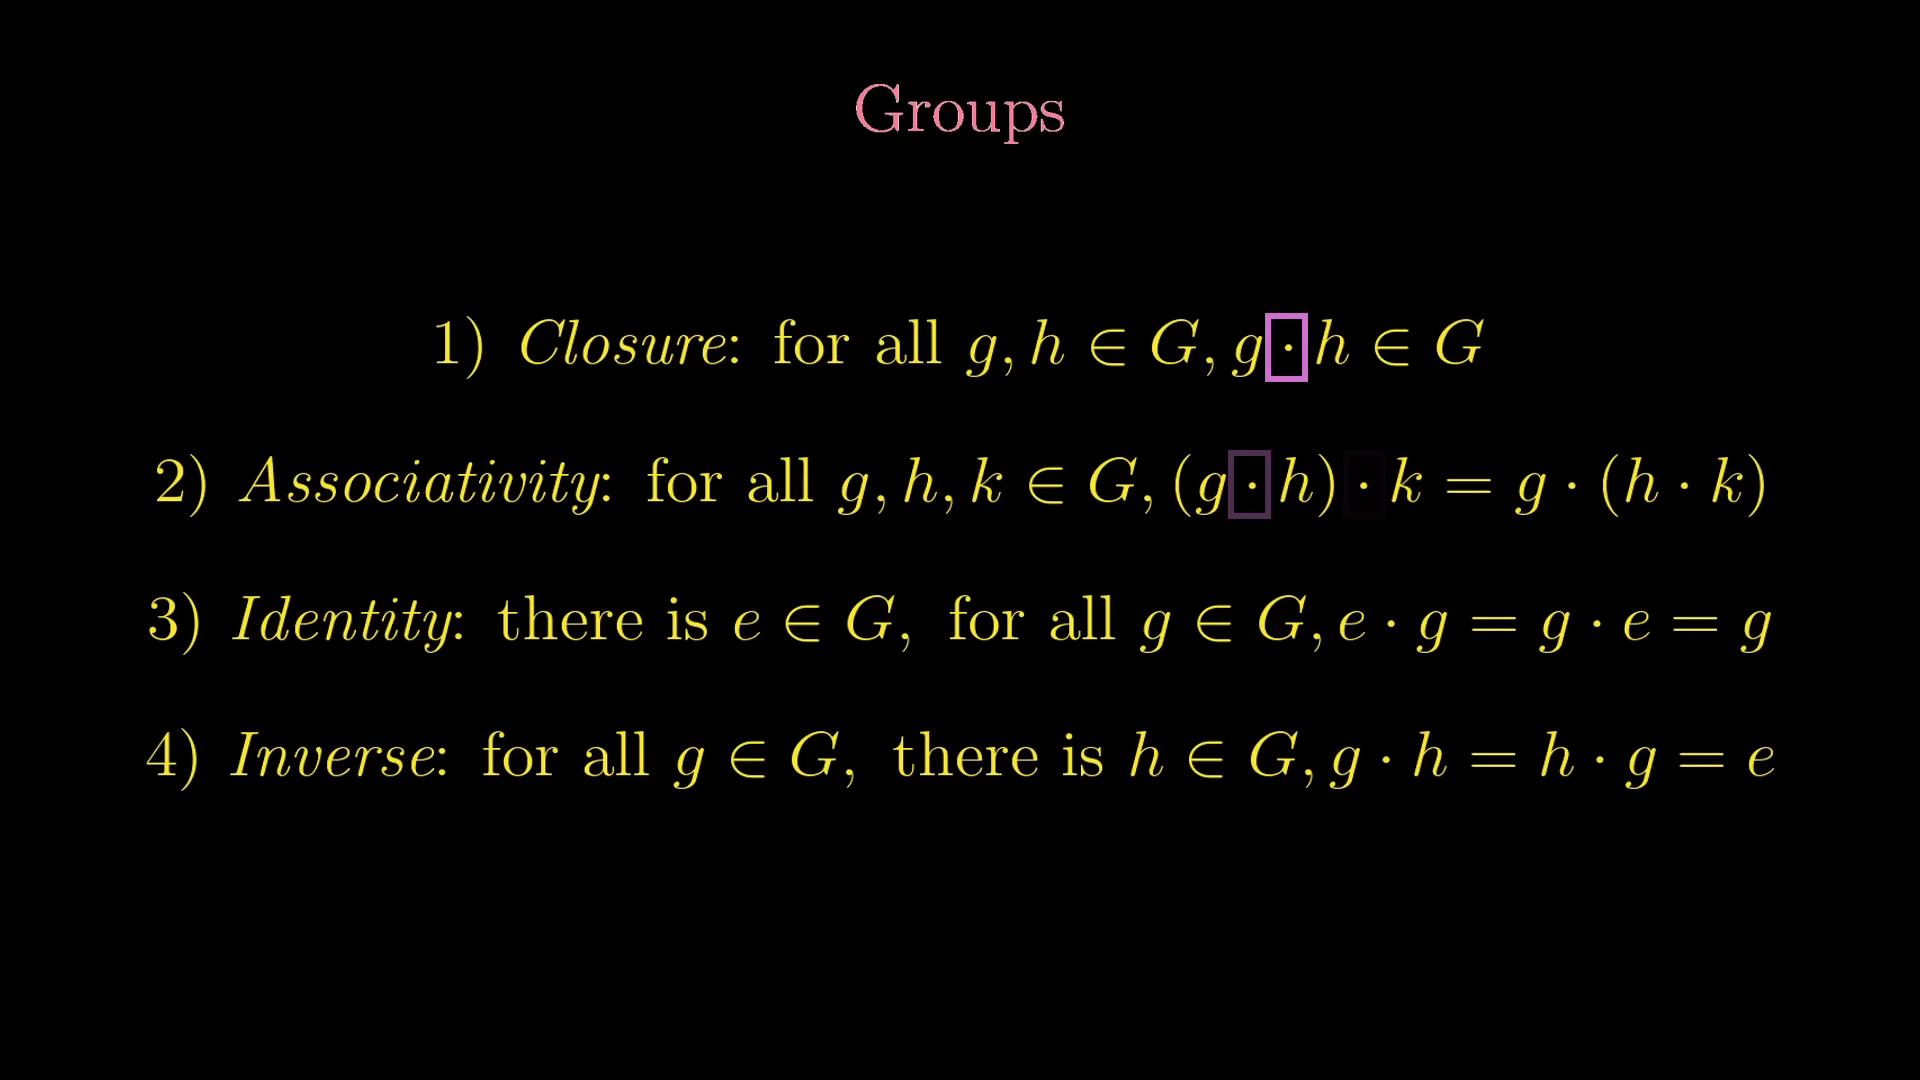 Groups
1) Closure: for all g, h ∈ G, g · h ∈ G
2) Associativity: for all g, h, k ∈ G, (g · h) · k = g · (h · k)
3) Identity: there is e ∈ G, for all g ∈ G, e · g = g · e = g
4) Inverse: for all g ∈ G, there is h ∈ G, g · h = h · g = e